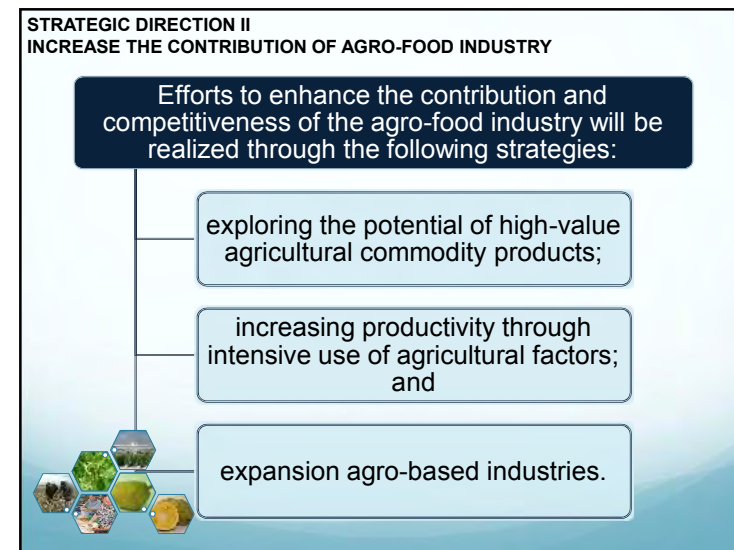 STRATEGIC DIRECTION II
INCREASE THE CONTRIBUTION OF AGRO-FOOD INDUSTRY
Efforts to enhance the contribution and
competitiveness of the agro-food industry will be
realized through the following strategies:
exploring the potential of high-value
agricultural commodity products;
increasing productivity through
intensive use of agricultural factors;
and
expansion agro-based industries.